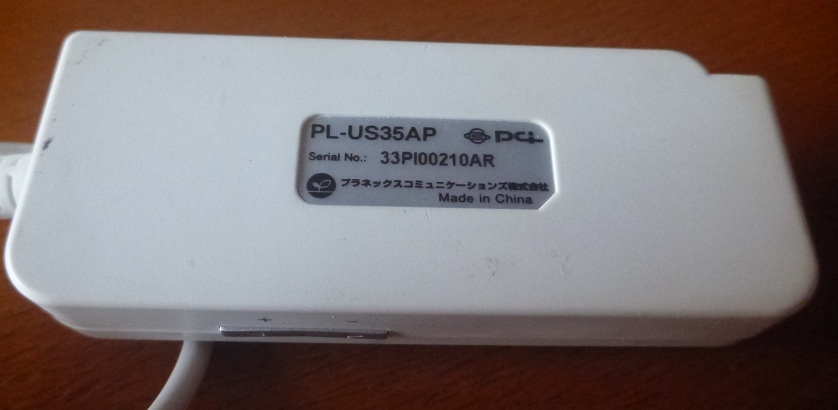 PL-US35AP PCi
Serial No.: 33PI00210AR
プラネックスコミュニケーションズ株式会社
Made in China
+ −